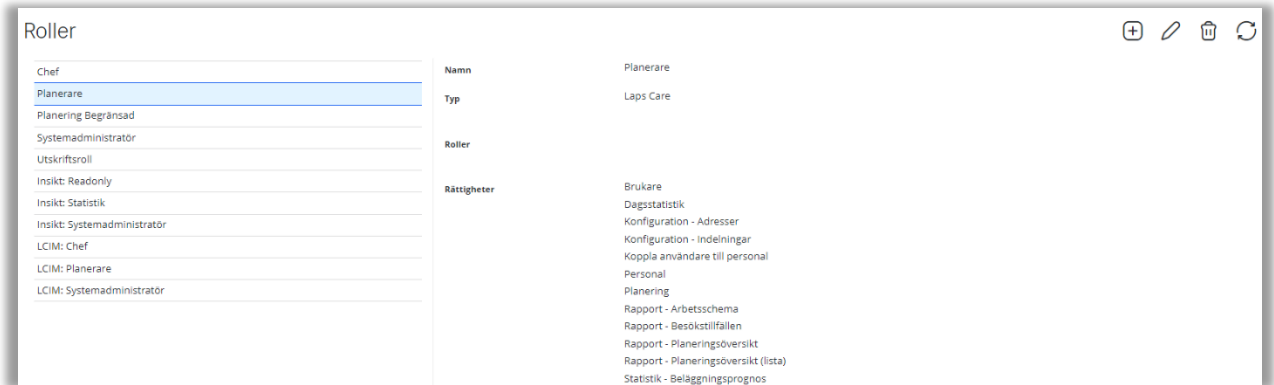 Roller
Chef
Planerare
Planering Begränsad
Systemadministratör
Utskriftsroll
Insikt: Readonly
Insikt: Statistik
Insikt: Systemadministratör
LCIM: Chef
LCIM: Planerare
LCIM: Systemadministratör
Namn Planerare
Typ Laps Care
Roller
Rättigheter Brukare
Dagsstatistik
Konfiguration - Adresser
Konfiguration - Indelningar
Koppla användare till personal
Personal
Planering
Rapport - Arbetsschema
Rapport - Besökstillfällen
Rapport - Planeringsöversikt
Rapport - Planeringsöversikt (lista)
Statistik - Beläggningsprognos